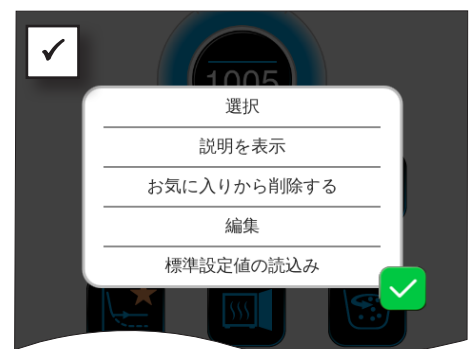 1005
選択
説明を表示
お気に入りから削除する
編集
標準設定値の読込み